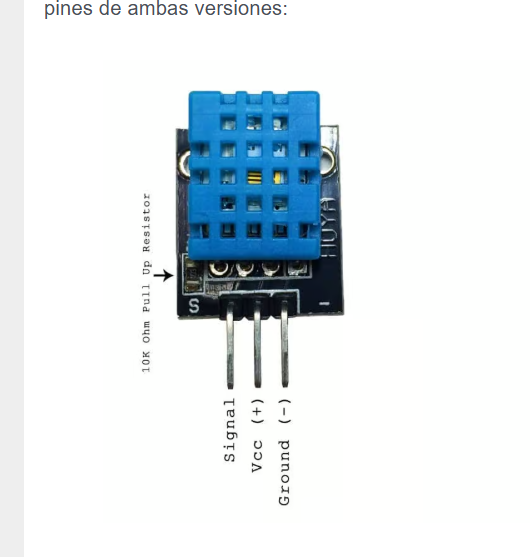 pines de ambas versiones:
10K Ohm Pull Up Resistor
HUYA
S
-
Signal
Vcc (+)
Ground (-)